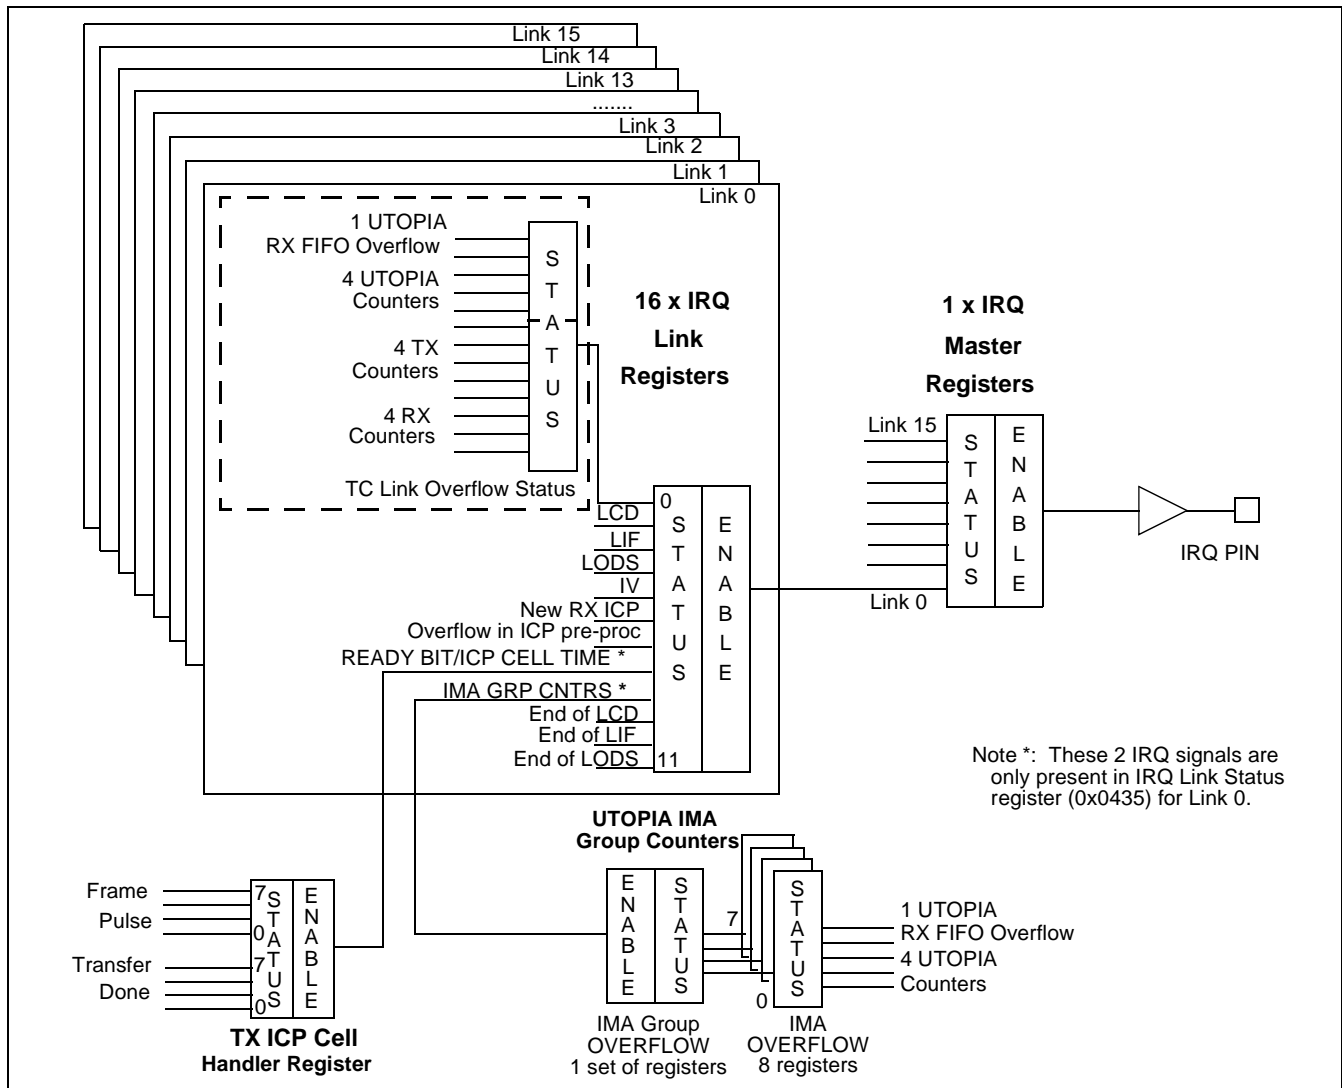 Link 15
Link 14
Link 13
.......
Link 3
Link 2
Link 1
Link 0
1 UTOPIA
RX FIFO Overflow
4 UTOPIA
Counters
4 TX
Counters
4 RX
Counters
STATUS
TC Link Overflow Status
16 x IRQ
Link
Registers
1 x IRQ
Master
Registers
Link 15
STATUS
ENABLE
Link 0
IRQ PIN
0
LCD
LIF
LODS
IV
New RX ICP
Overflow in ICP pre-proc
READY BIT/ICP CELL TIME *
IMA GRP CNTRS *
End of LCD
End of LIF
End of LODS
11
STATUS
ENABLE
Note *: These 2 IRQ signals are
only present in IRQ Link Status
register (0x0435) for Link 0.
UTOPIA IMA
Group Counters
Frame
Pulse
Transfer
Done
7
0
7
0
STATUS
ENABLE
TX ICP Cell
Handler Register
ENABLE
STATUS
7
0
STATUS
1 UTOPIA
RX FIFO Overflow
4 UTOPIA
Counters
IMA Group
OVERFLOW
1 set of registers
IMA
OVERFLOW
8 registers